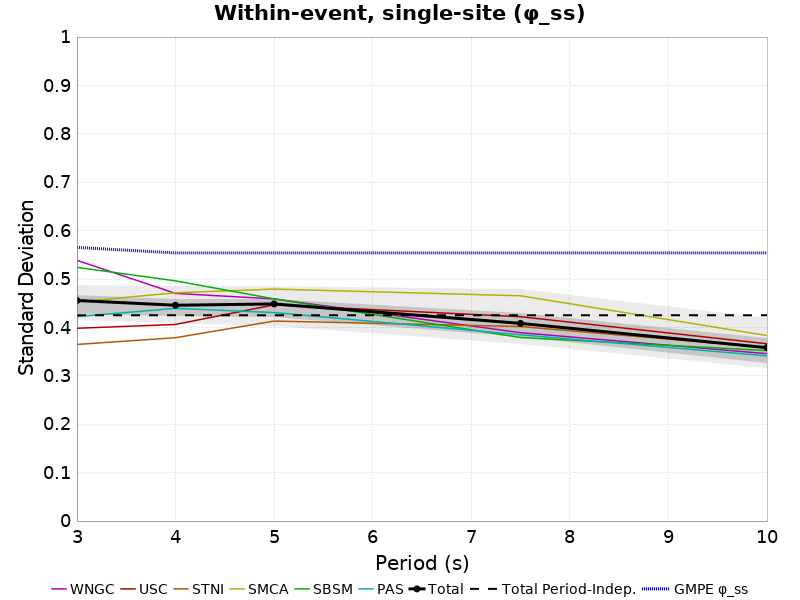 Within-event, single-site (φ_ss)
1
0.9
0.8
0.7
0.6
0.5
0.4
0.3
0.2
0.1
0
Standard Deviation
3 4 5 6 7 8 9 10
Period (s)
WNGC USC STNI SMCA SBSM PAS Total Total Period-Indep. GMPE φ_ss